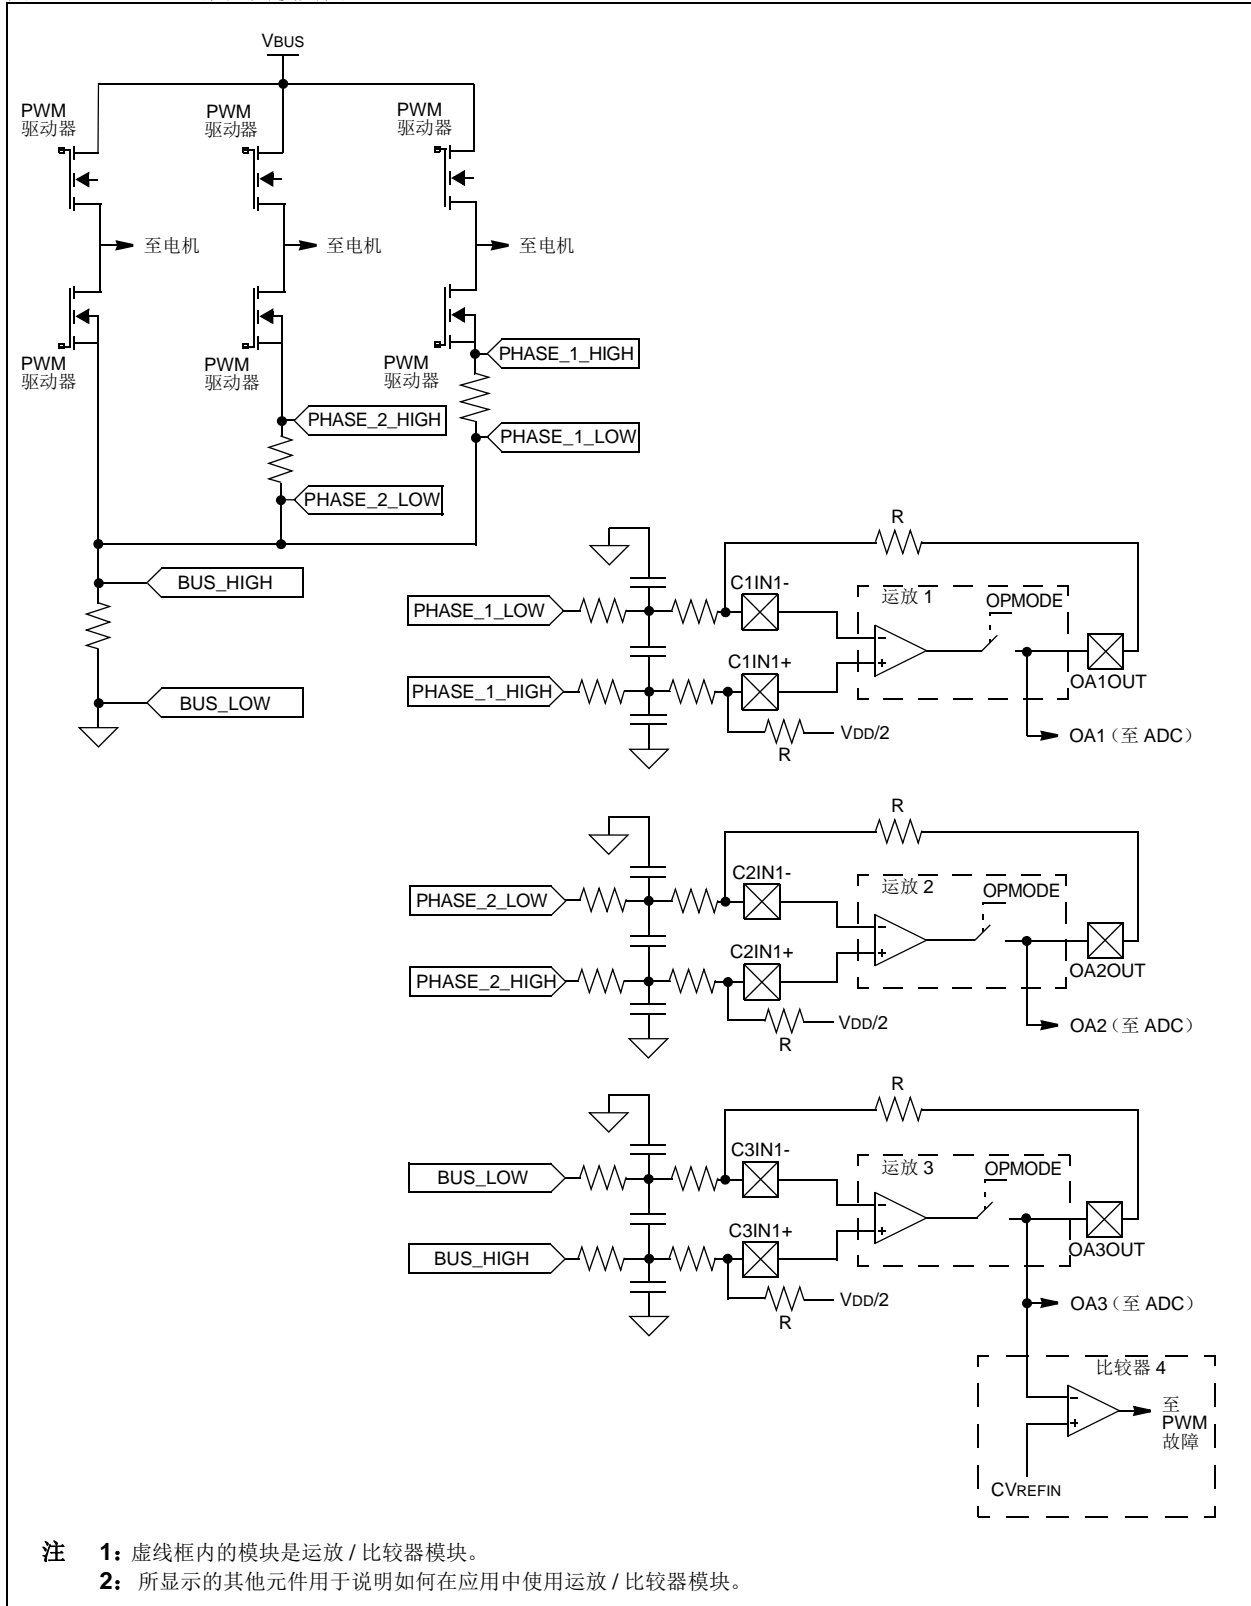 VBUS
PWM
驱动器
PWM
驱动器
PWM
驱动器
至电机
至电机
至电机
PWM
驱动器
PWM
驱动器
PWM
驱动器
PHASE_1_HIGH
PHASE_2_HIGH
PHASE_1_LOW
PHASE_2_LOW
BUS_HIGH
BUS_LOW
R
C1IN1-
运放 1
OPMODE
PHASE_1_LOW
C1IN1+
PHASE_1_HIGH
OA1OUT
VDD/2
R
OA1（至 ADC）
R
C2IN1-
运放 2
OPMODE
PHASE_2_LOW
C2IN1+
PHASE_2_HIGH
OA2OUT
VDD/2
R
OA2（至 ADC）
R
C3IN1-
运放 3
OPMODE
BUS_LOW
C3IN1+
BUS_HIGH
OA3OUT
VDD/2
R
OA3（至 ADC）
比较器 4
至
PWM
故障
CVREFIN
注 1: 虚线框内的模块是运放 / 比较器模块。
2: 所显示的其他元件用于说明如何在应用中使用运放 / 比较器模块。